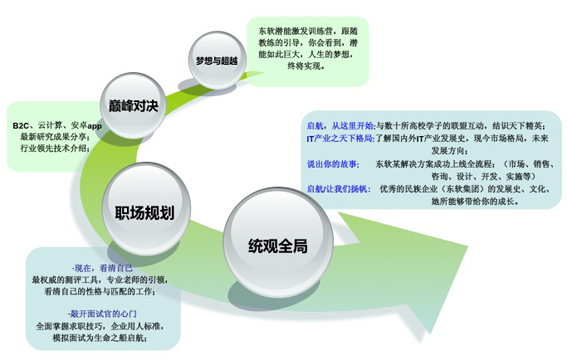 东软潜能激发训练营，跟随
教练的引导，你会看到，潜
能如此巨大，人生的梦想，
终将实现。
梦想与超越
巅峰对决
B2C、云计算、安卓app
最新研究成果分享；
行业领先技术介绍；
启航，从这里开始:与数十所高校学子的联盟互动，结识天下精英；
IT产业之天下格局:了解国内外IT产业发展史，现今市场格局，未来
发展方向；
说出你的故事： 东软某解决方案成功上线全流程；（市场、销售、
咨询、设计、开发、实施等）
启航/让我们扬帆： 优秀的民族企业（东软集团）的发展史、文化、
她所能够带给你的成长。
职场规划
统观全局
·现在，看清自己
最权威的测评工具，专业老师的引领，
看清自己的性格与匹配的工作；
·敲开面试官的心门
全面掌握求职技巧，企业用人标准，
模拟面试为生命之船启航；